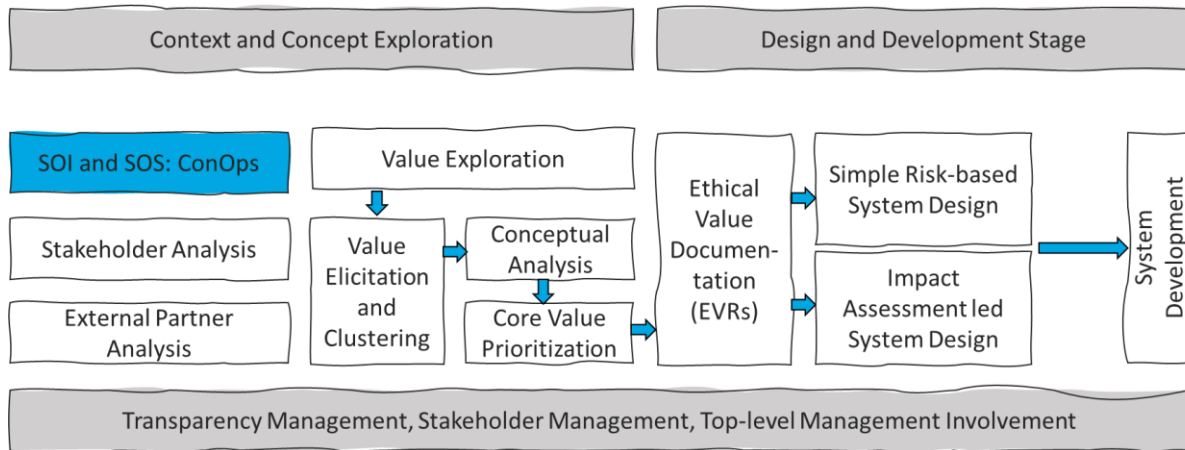 Context and Concept Exploration
Design and Development Stage
SOI and SOS: ConOps
Stakeholder Analysis
External Partner
Analysis
Value Exploration
Value
Elicitation
and
Clustering
Conceptual
Analysis
Core Value
Prioritization
Ethical
Value
Documen-
tation
(EVRs)
Simple Risk-based
System Design
Impact
Assessment led
System Design
System
Development
Transparency Management, Stakeholder Management, Top-level Management Involvement